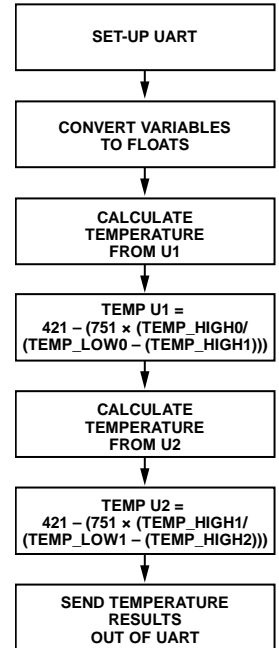 SET-UP UART
CONVERT VARIABLES
TO FLOATS
CALCULATE
TEMPERATURE
FROM U1
TEMP U1 =
421 – (751 × (TEMP_HIGH0/
(TEMP_LOW0 – (TEMP_HIGH1)))
CALCULATE
TEMPERATURE
FROM U2
TEMP U2 =
421 – (751 × (TEMP_HIGH1/
(TEMP_LOW1 – (TEMP_HIGH2)))
SEND TEMPERATURE
RESULTS
OUT OF UART